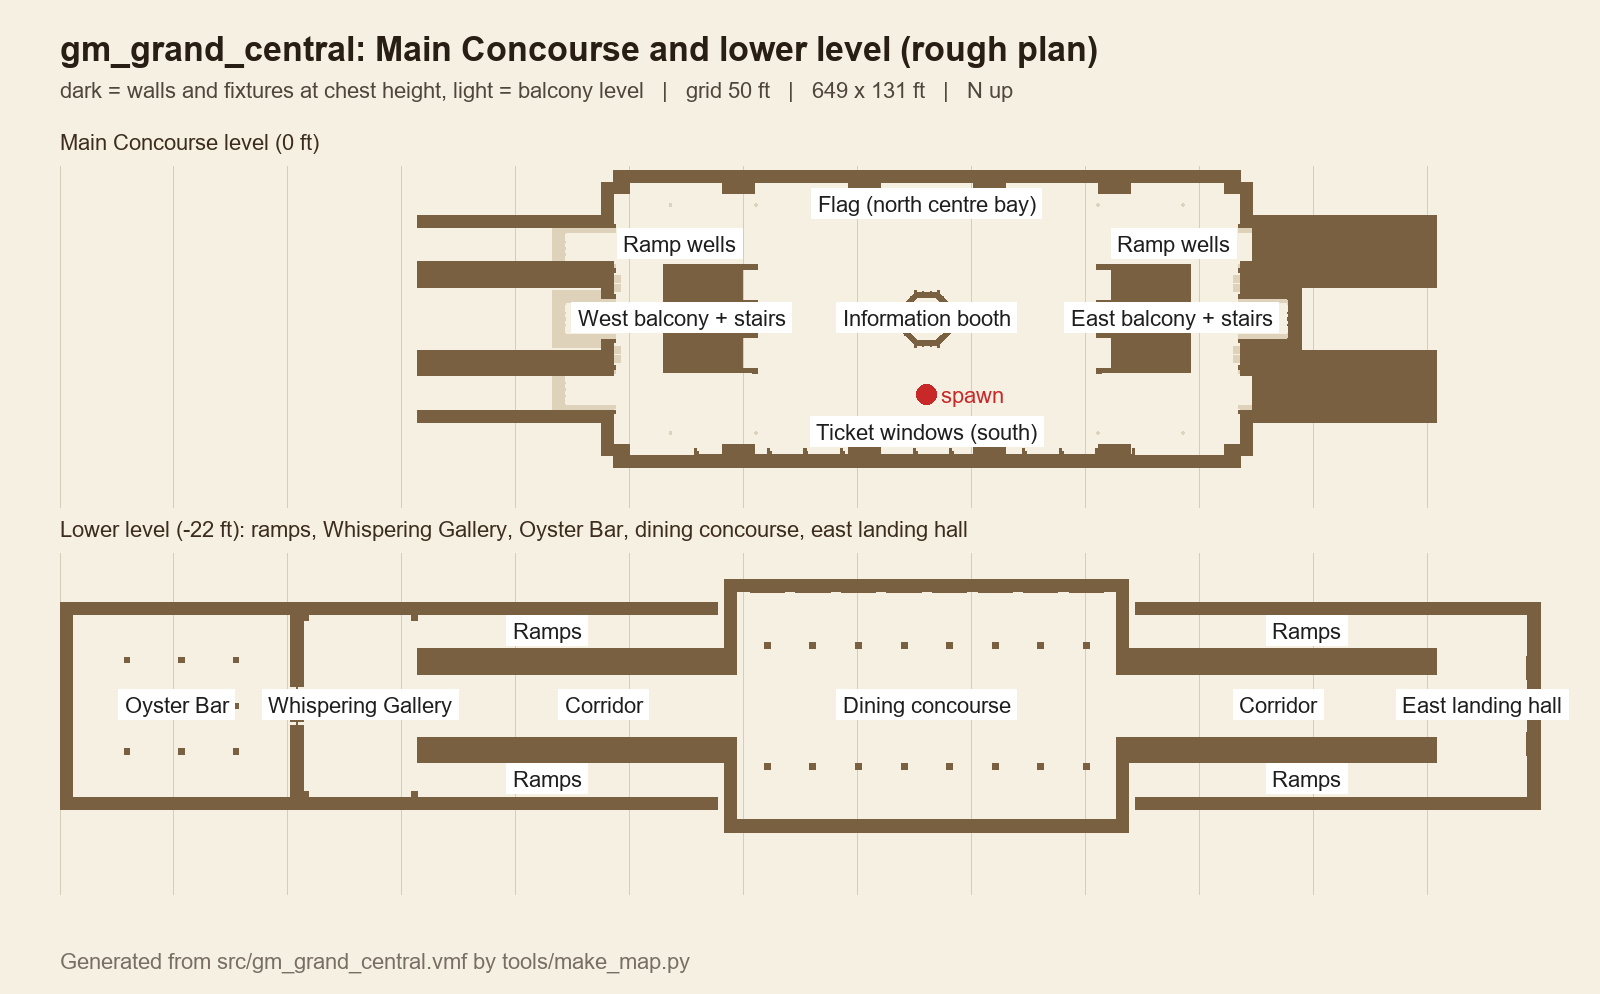 gm_grand_central: Main Concourse and lower level (rough plan)
dark = walls and fixtures at chest height, light = balcony level | grid 50 ft | 649 x 131 ft | N up
Main Concourse level (0 ft)
Flag (north centre bay)
Ramp wells
Ramp wells
West balcony + stairs
Information booth
East balcony + stairs
spawn
Ticket windows (south)
Lower level (-22 ft): ramps, Whispering Gallery, Oyster Bar, dining concourse, east landing hall
Ramps
Ramps
Oyster Bar
Whispering Gallery
Corridor
Dining concourse
Corridor
East landing hall
Ramps
Ramps
Generated from src/gm_grand_central.vmf by tools/make_map.py